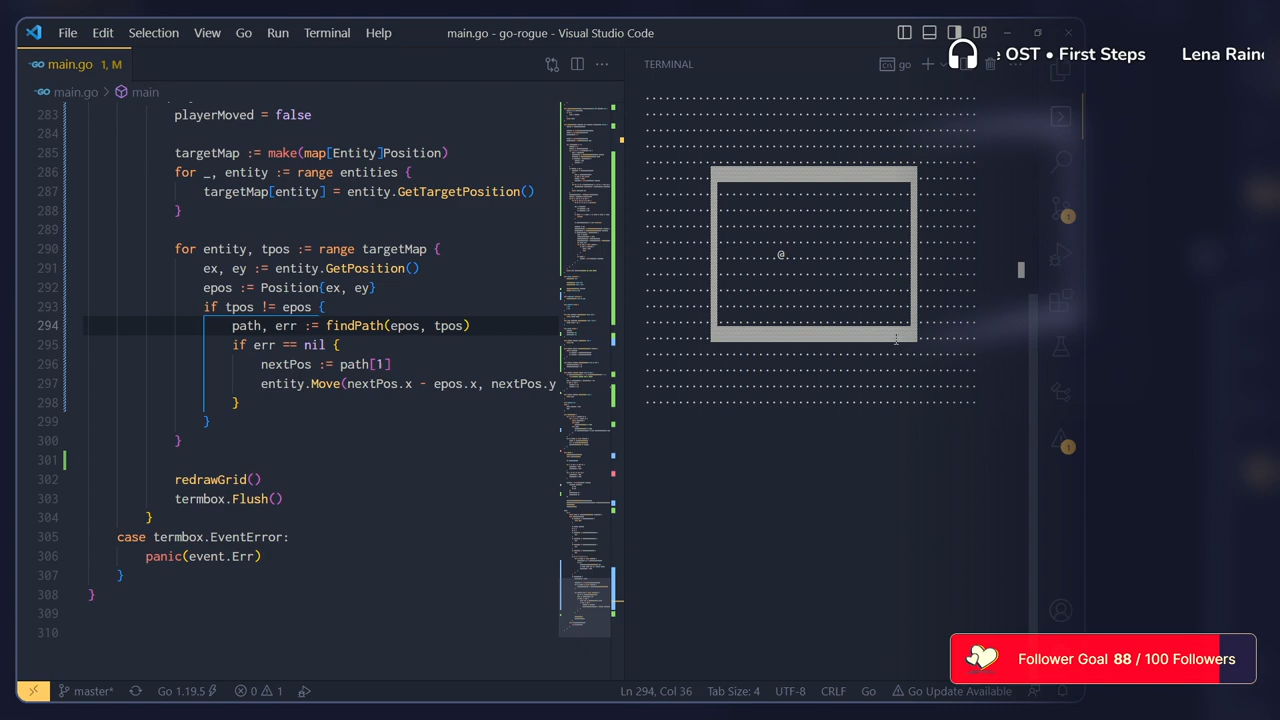 File Edit Selection View Go Run Terminal Help main.go - go-rogue - Visual Studio Code
e OST • First Steps Lena Raine
main.go 1, M
main.go > main
TERMINAL
go
283 playerMoved = false
284
285 targetMap := make(map[Entity]Position)
286 for _, entity := range entities {
287 targetMap[entity] = entity.GetTargetPosition()
288 }
289
290 for entity, tpos := range targetMap {
291 ex, ey := entity.GetPosition()
292 epos := Position{ex, ey}
293 if tpos != epos {
294 path, err := findPath(epos, tpos)
295 if err == nil {
296 nextPos := path[1]
297 entity.Move(nextPos.x - epos.x, nextPos.y
298 }
299 }
300 }
301
302 redrawGrid()
303 termbox.Flush()
304 }
305 case termbox.EventError:
306 panic(event.Err)
307 }
308 }
309
310
@
1
1
Follower Goal 88 / 100 Followers
master* Go 1.19.5 0 1 Ln 294, Col 36 Tab Size: 4 UTF-8 CRLF Go Go Update Available